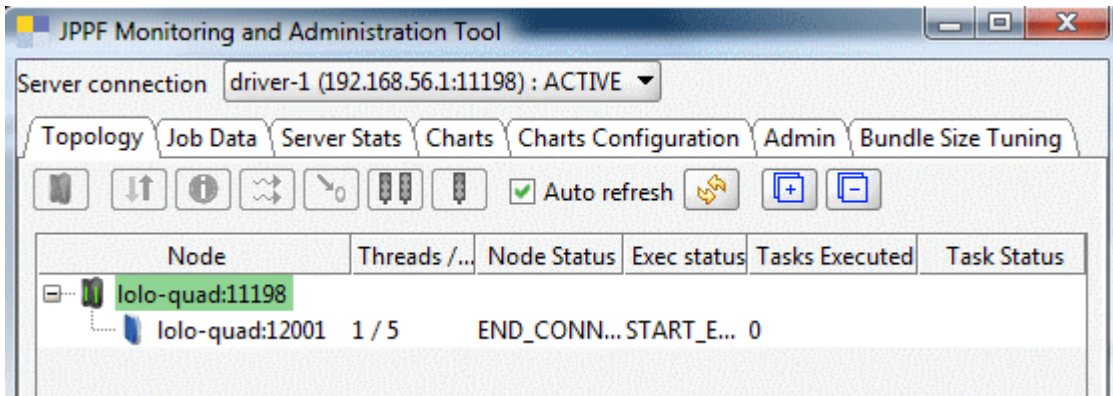 JPPF Monitoring and Administration Tool
Server connection driver-1 (192.168.56.1:11198) : ACTIVE
Topology Job Data Server Stats Charts Charts Configuration Admin Bundle Size Tuning
Auto refresh
Node Threads /... Node Status Exec status Tasks Executed Task Status
lolo-quad:11198
lolo-quad:12001 1 / 5 END_CONN... START_E... 0